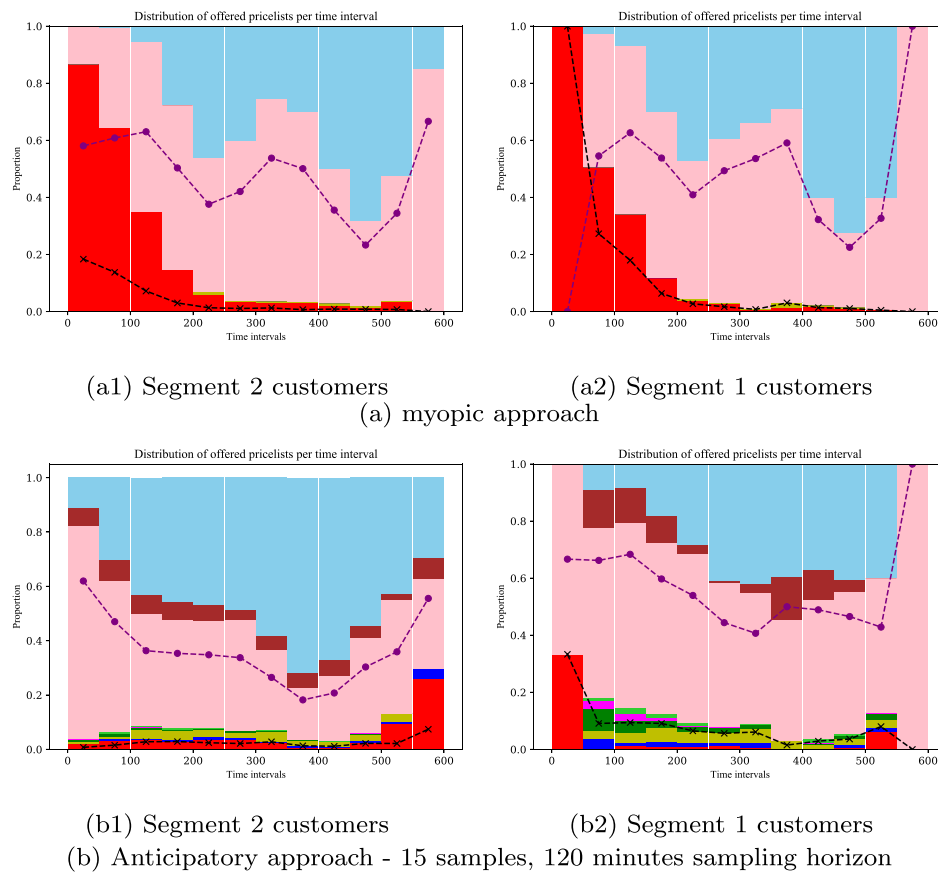 Distribution of offered pricelists per time interval
1.0
0.8
0.6
0.4
0.2
0.0
Proportion
0 100 200 300 400 500 600
Time intervals
(a1) Segment 2 customers
Distribution of offered pricelists per time interval
1.0
0.8
0.6
0.4
0.2
0.0
Proportion
0 100 200 300 400 500 600
Time intervals
(a2) Segment 1 customers
(a) myopic approach
Distribution of offered pricelists per time interval
1.0
0.8
0.6
0.4
0.2
0.0
Proportion
0 100 200 300 400 500 600
Time intervals
(b1) Segment 2 customers
Distribution of offered pricelists per time interval
1.0
0.8
0.6
0.4
0.2
0.0
Proportion
0 100 200 300 400 500 600
Time intervals
(b2) Segment 1 customers
(b) Anticipatory approach - 15 samples, 120 minutes sampling horizon